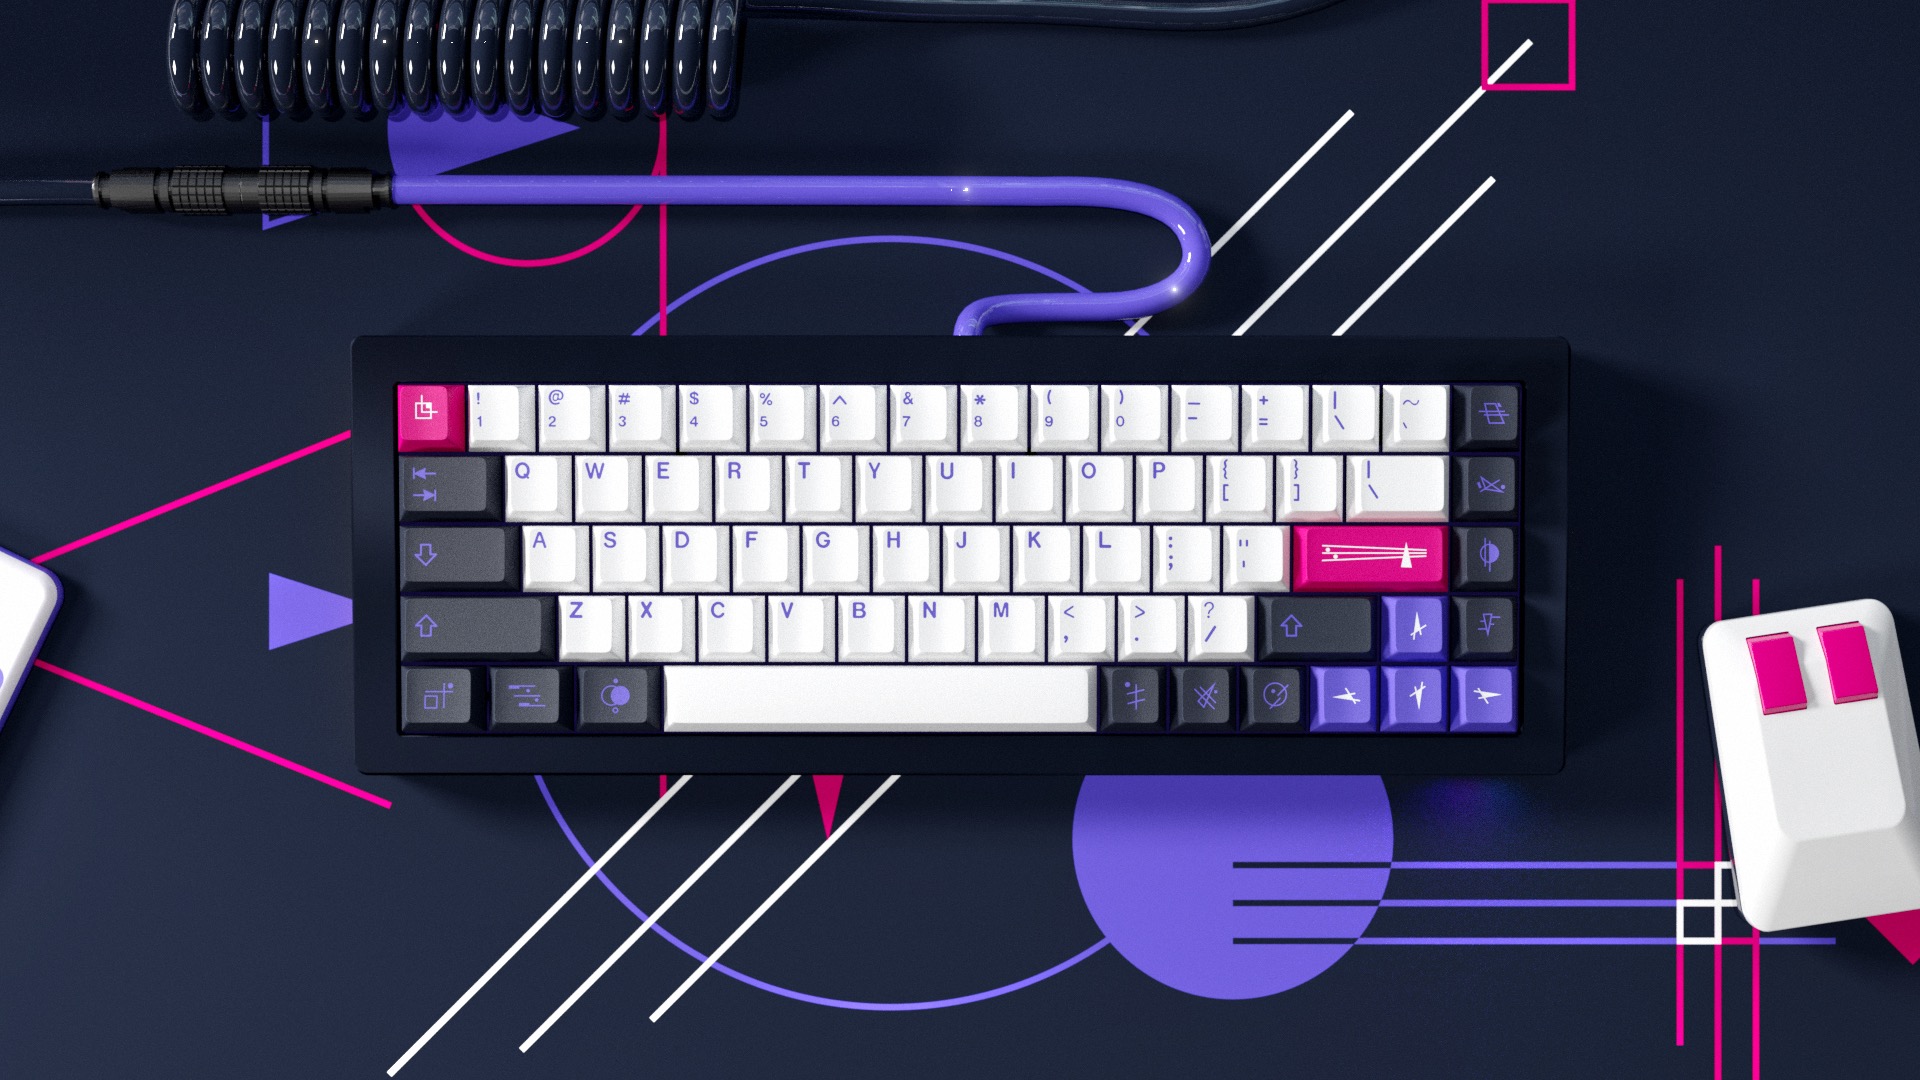 ! @ # $ % ^ & * ( ) _ + | ~
1 2 3 4 5 6 7 8 9 0 - = \ `
Q W E R T Y U I O P { } |
[ ] \
A S D F G H J K L : "
; '
Z X C V B N M < > ?
, . /